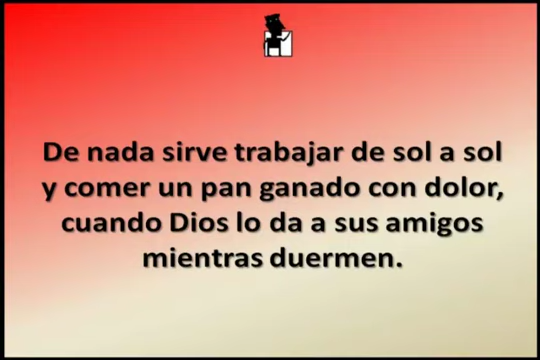 De nada sirve trabajar de sol a sol
y comer un pan ganado con dolor,
cuando Dios lo da a sus amigos
mientras duermen.